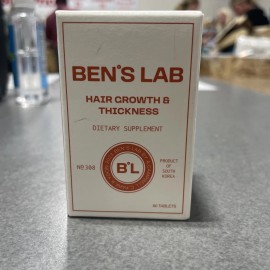 BEN'S LAB
HAIR GROWTH &
THICKNESS
DIETARY SUPPLEMENT
B°L
PRODUCT
OF
SOUTH
KOREA